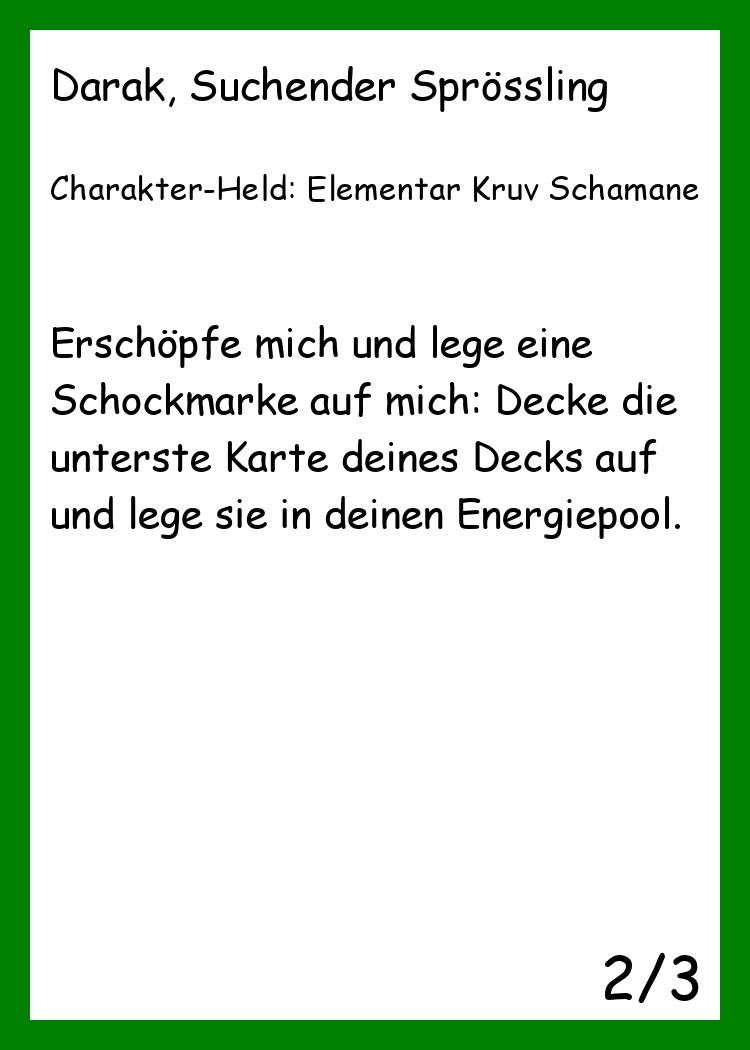 Darak, Suchender Sprössling
Charakter-Held: Elementar Kruv Schamane
Erschöpfe mich und lege eine
Schockmarke auf mich: Decke die
unterste Karte deines Decks auf
und lege sie in deinen Energiepool.
2/3